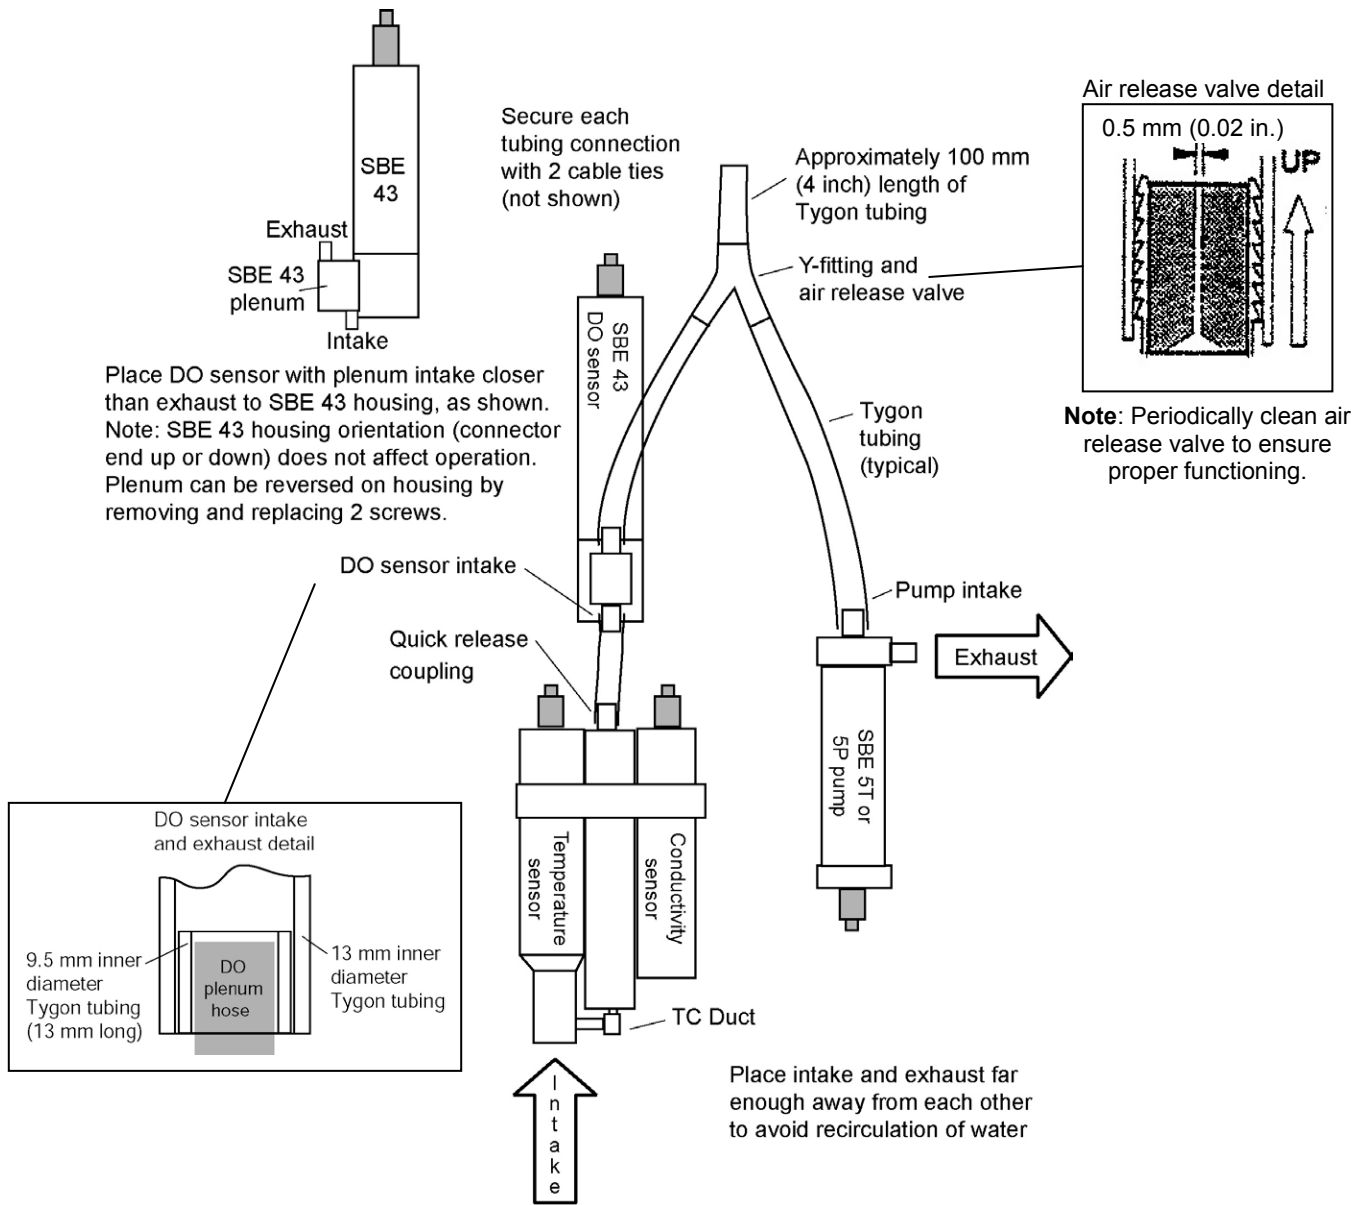 SBE
43
Exhaust
SBE 43
plenum
Intake
Place DO sensor with plenum intake closer
than exhaust to SBE 43 housing, as shown.
Note: SBE 43 housing orientation (connector
end up or down) does not affect operation.
Plenum can be reversed on housing by
removing and replacing 2 screws.
Secure each
tubing connection
with 2 cable ties
(not shown)
Approximately 100 mm
(4 inch) length of
Tygon tubing
Y-fitting and
air release valve
Air release valve detail
0.5 mm (0.02 in.)
UP
Note: Periodically clean air
release valve to ensure
proper functioning.
SBE 43
DO sensor
Tygon
tubing
(typical)
DO sensor intake
Quick release
coupling
Pump intake
Exhaust
SBE 5T or
5P pump
Temperature
sensor
Conductivity
sensor
TC Duct
DO sensor intake
and exhaust detail
9.5 mm inner
diameter
Tygon tubing
(13 mm long)
DO
plenum
hose
13 mm inner
diameter
Tygon tubing
Intake
Place intake and exhaust far
enough away from each other
to avoid recirculation of water